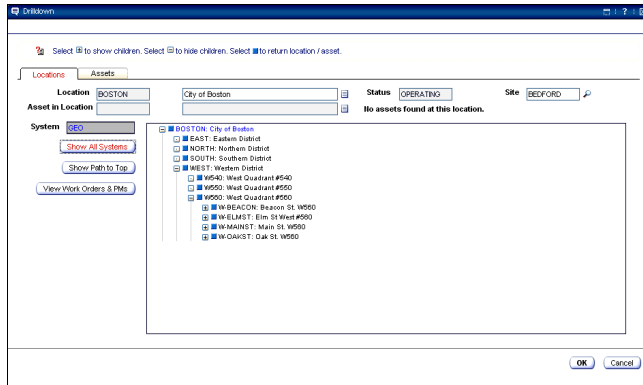 Drilldown
Select to show children. Select to hide children. Select to return location / asset.
Locations Assets
Location BOSTON City of Boston Status OPERATING Site BEDFORD
Asset in Location No assets found at this location.
System GEO
Show All Systems
Show Path to Top
View Work Orders & PMs
BOSTON: City of Boston
EAST: Eastern District
NORTH: Northern District
SOUTH: Southern District
WEST: Western District
W540: West Quadrant #540
W550: West Quadrant #550
W560: West Quadrant #560
W-BEACON: Beacon St. W560
W-ELMST: Elm St West #560
W-MAINST: Main St. W560
W-OAKST: Oak St. W560
OK Cancel